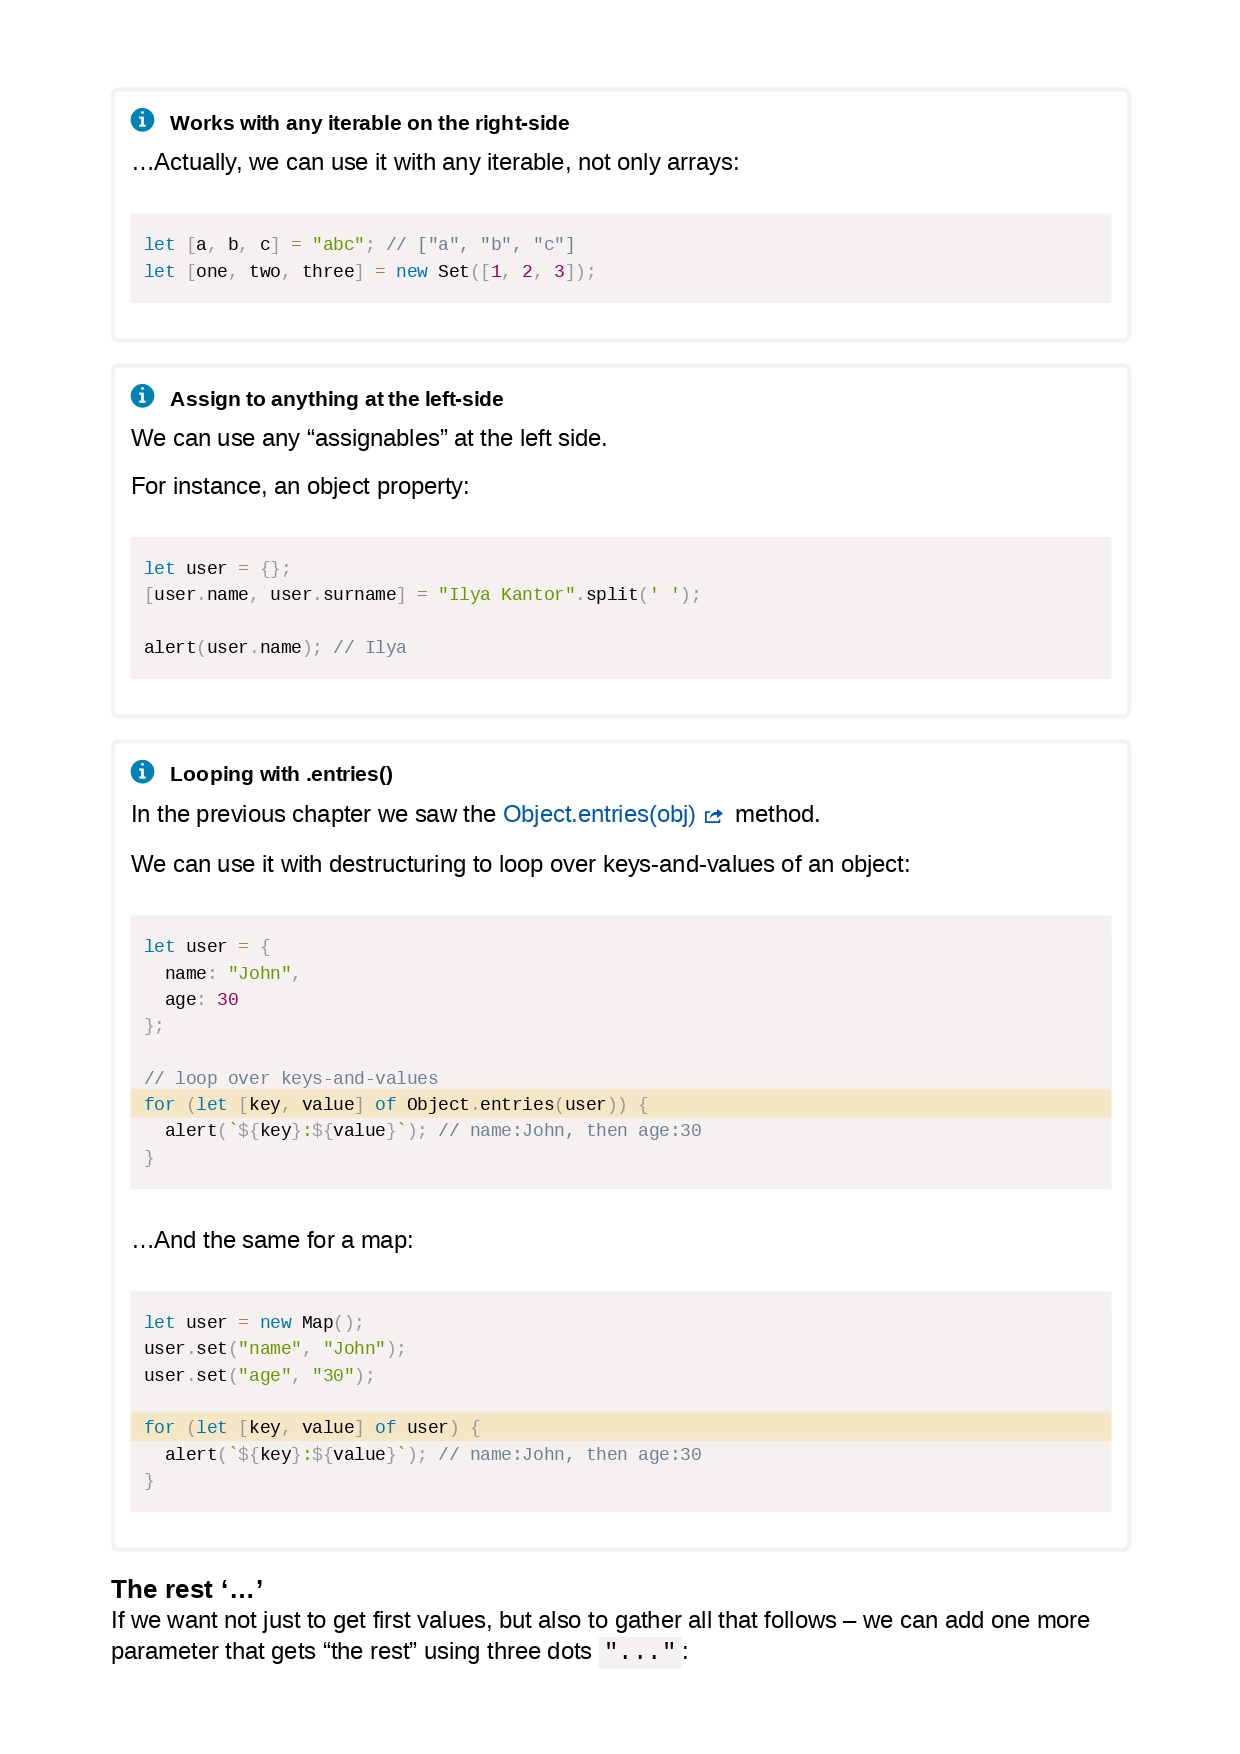 Works with any iterable on the right-side
…Actually, we can use it with any iterable, not only arrays:
let [a, b, c] = "abc"; // ["a", "b", "c"]
let [one, two, three] = new Set([1, 2, 3]);
Assign to anything at the left-side
We can use any “assignables” at the left side.
For instance, an object property:
let user = {};
[user.name, user.surname] = "Ilya Kantor".split(' ');
alert(user.name); // Ilya
Looping with .entries()
In the previous chapter we saw the Object.entries(obj) method.
We can use it with destructuring to loop over keys-and-values of an object:
let user = {
  name: "John",
  age: 30
};
// loop over keys-and-values
for (let [key, value] of Object.entries(user)) {
  alert(`${key}:${value}`); // name:John, then age:30
}
…And the same for a map:
let user = new Map();
user.set("name", "John");
user.set("age", "30");
for (let [key, value] of user) {
  alert(`${key}:${value}`); // name:John, then age:30
}
The rest ‘…’
If we want not just to get first values, but also to gather all that follows – we can add one more
parameter that gets “the rest” using three dots "...":